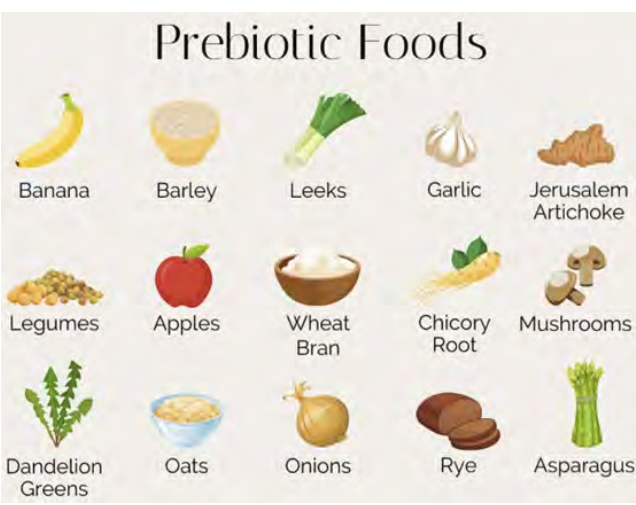 Prebiotic Foods
Banana
Barley
Leeks
Garlic
Jerusalem
Artichoke
Legumes
Apples
Wheat
Bran
Chicory
Root
Mushrooms
Dandelion
Greens
Oats
Onions
Rye
Asparagus